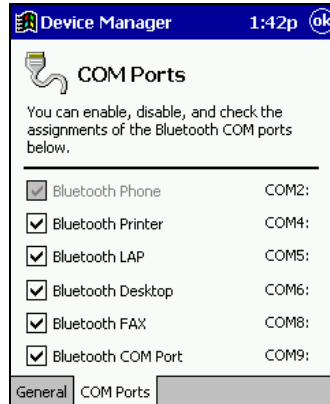 Device Manager 1:42p ok
COM Ports
You can enable, disable, and check the
assignments of the Bluetooth COM ports
below.
Bluetooth Phone COM2:
Bluetooth Printer COM4:
Bluetooth LAP COM5:
Bluetooth Desktop COM6:
Bluetooth FAX COM8:
Bluetooth COM Port COM9:
General COM Ports